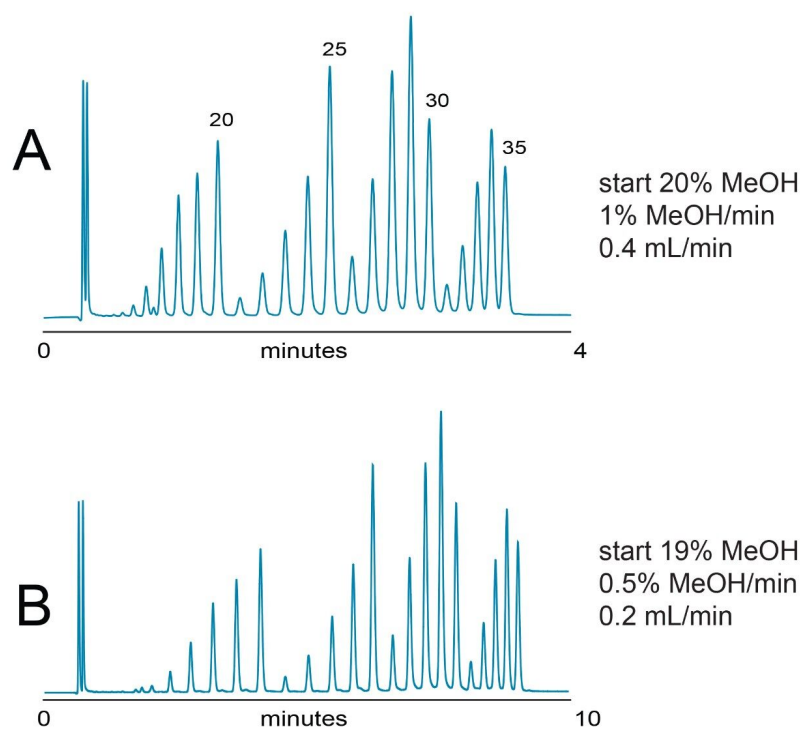 A
20
25
30
35
start 20% MeOH
1% MeOH/min
0.4 mL/min
0
minutes
4
B
start 19% MeOH
0.5% MeOH/min
0.2 mL/min
0
minutes
10